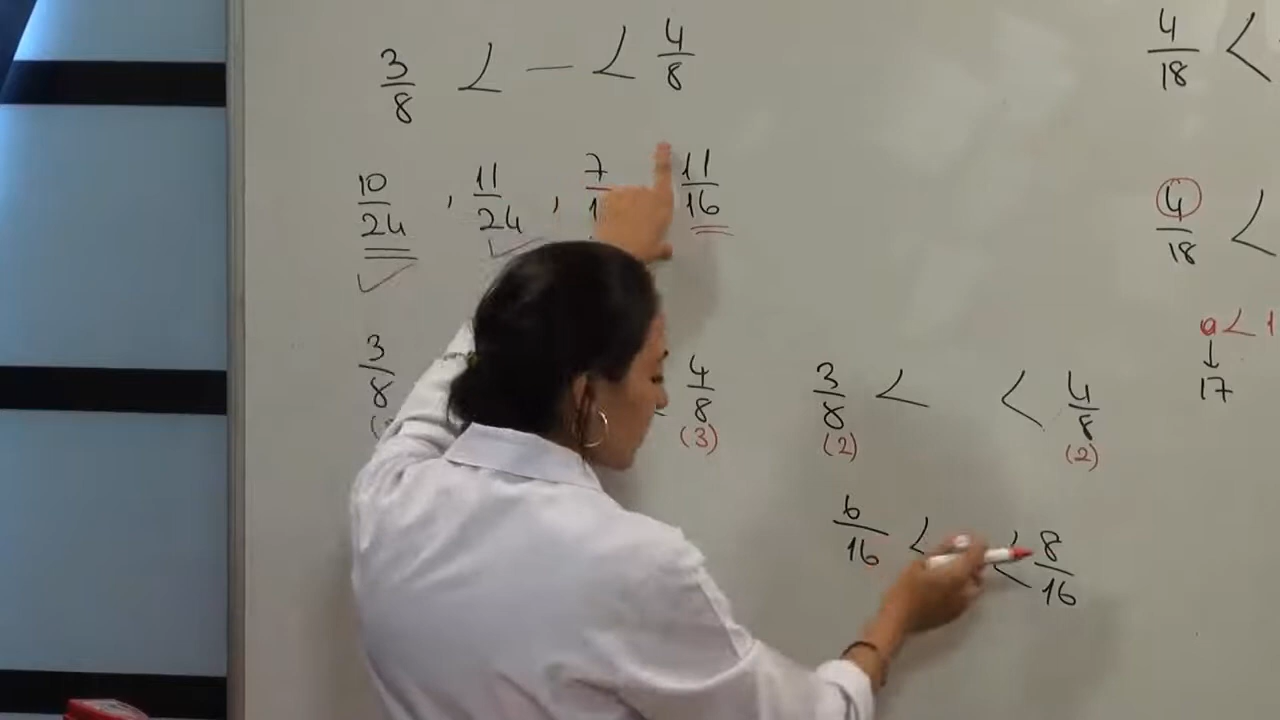 3/8 < — < 4/8
10/24 , 11/24 , 7/1 11/16
3/8 4/8
(3)
3/8 < < 4/8
(2) (2)
6/16 < < 8/16
4/18 <
4/18 <
a < 1
↓
17